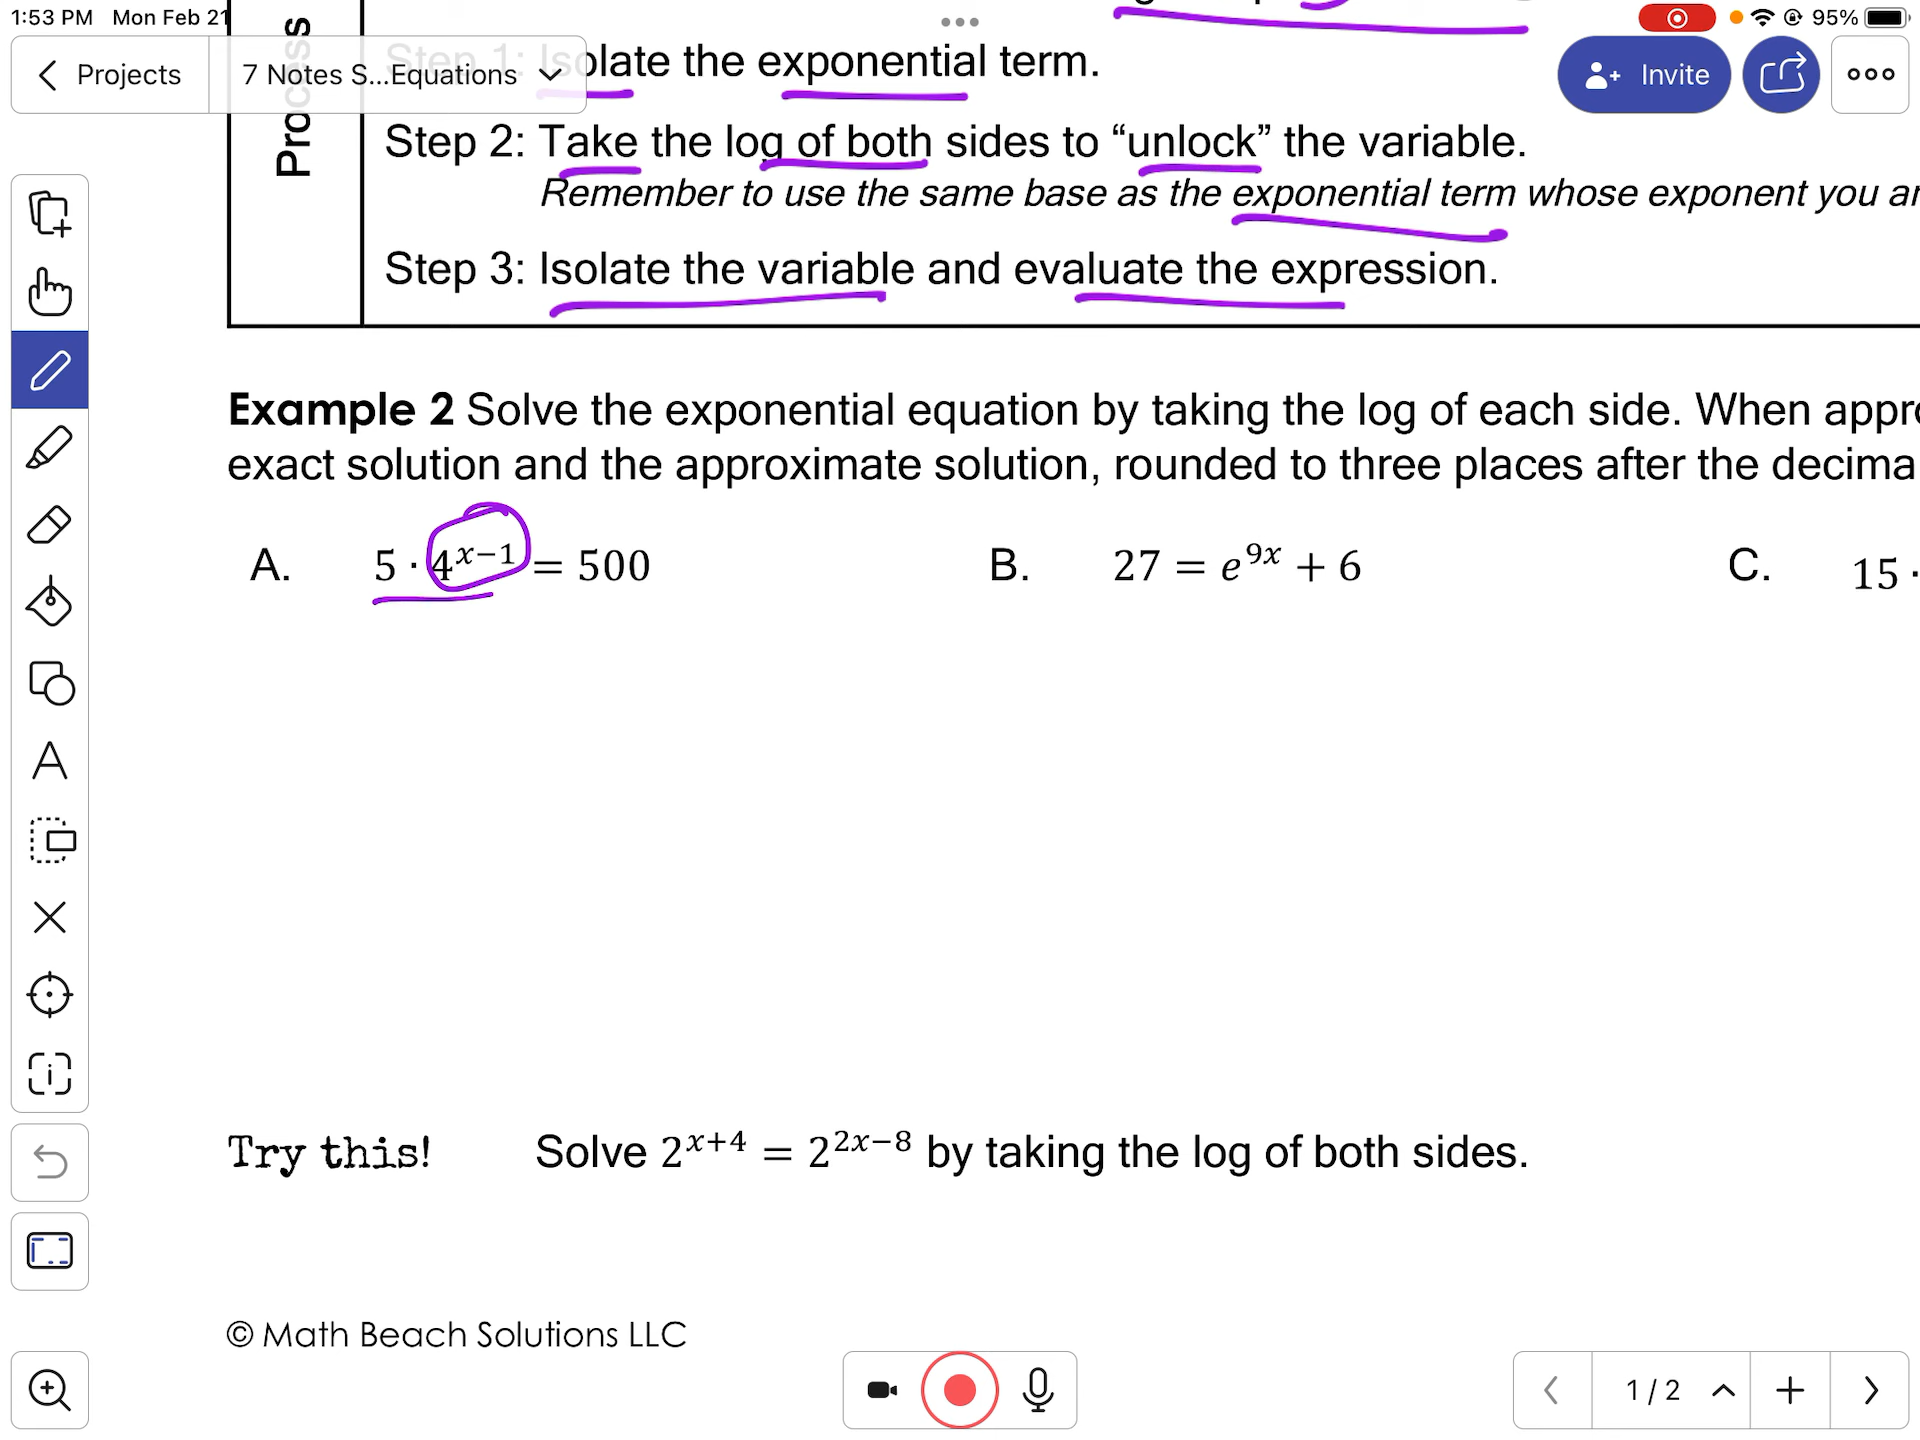 1:53 PM Mon Feb 21
95%
Projects
7 Notes S...Equations
Invite
Process
Step 1: Isolate the exponential term.
Step 2: Take the log of both sides to “unlock” the variable.
Remember to use the same base as the exponential term whose exponent you
Step 3: Isolate the variable and evaluate the expression.
Example 2 Solve the exponential equation by taking the log of each side. When
exact solution and the approximate solution, rounded to three places after the
A. 5 · 4^{x−1} = 500 B. 27 = e^{9x} + 6 C. 15 ·
Try this! Solve 2^{x+4} = 2^{2x−8} by taking the log of both sides.
© Math Beach Solutions LLC
1 / 2